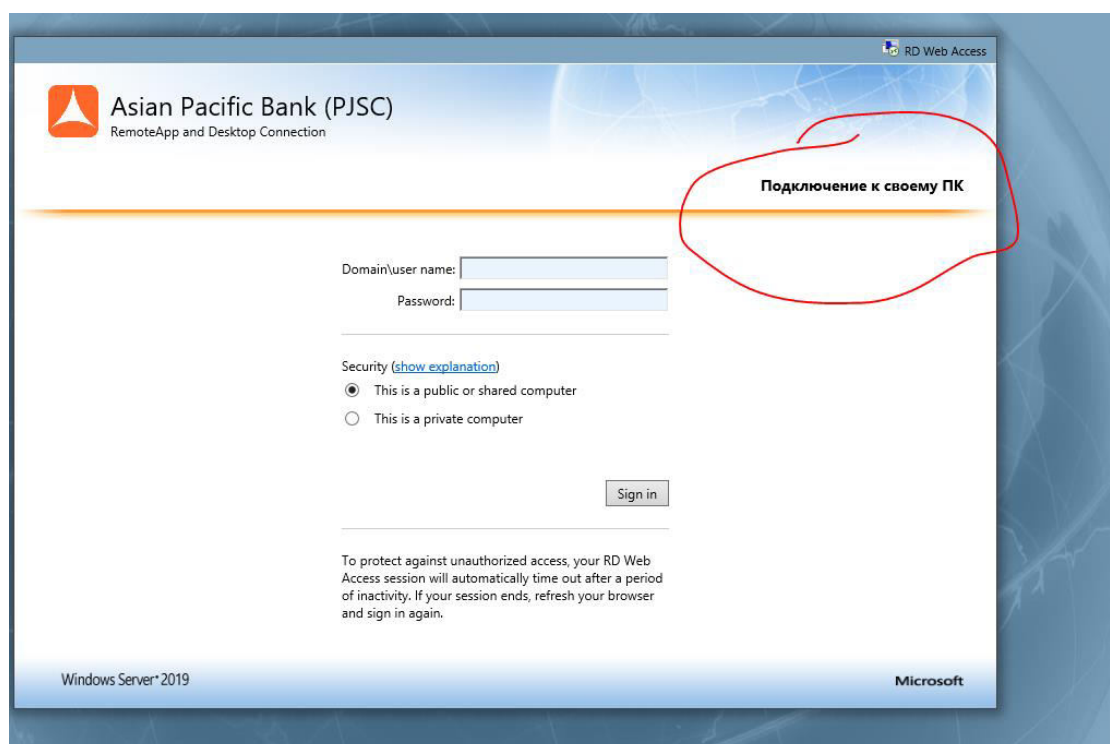 RD Web Access
Asian Pacific Bank (PJSC)
RemoteApp and Desktop Connection
Подключение к своему ПК
Domain\user name:
Password:
Security (show explanation)
This is a public or shared computer
This is a private computer
Sign in
To protect against unauthorized access, your RD Web
Access session will automatically time out after a period
of inactivity. If your session ends, refresh your browser
and sign in again.
Windows Server 2019
Microsoft